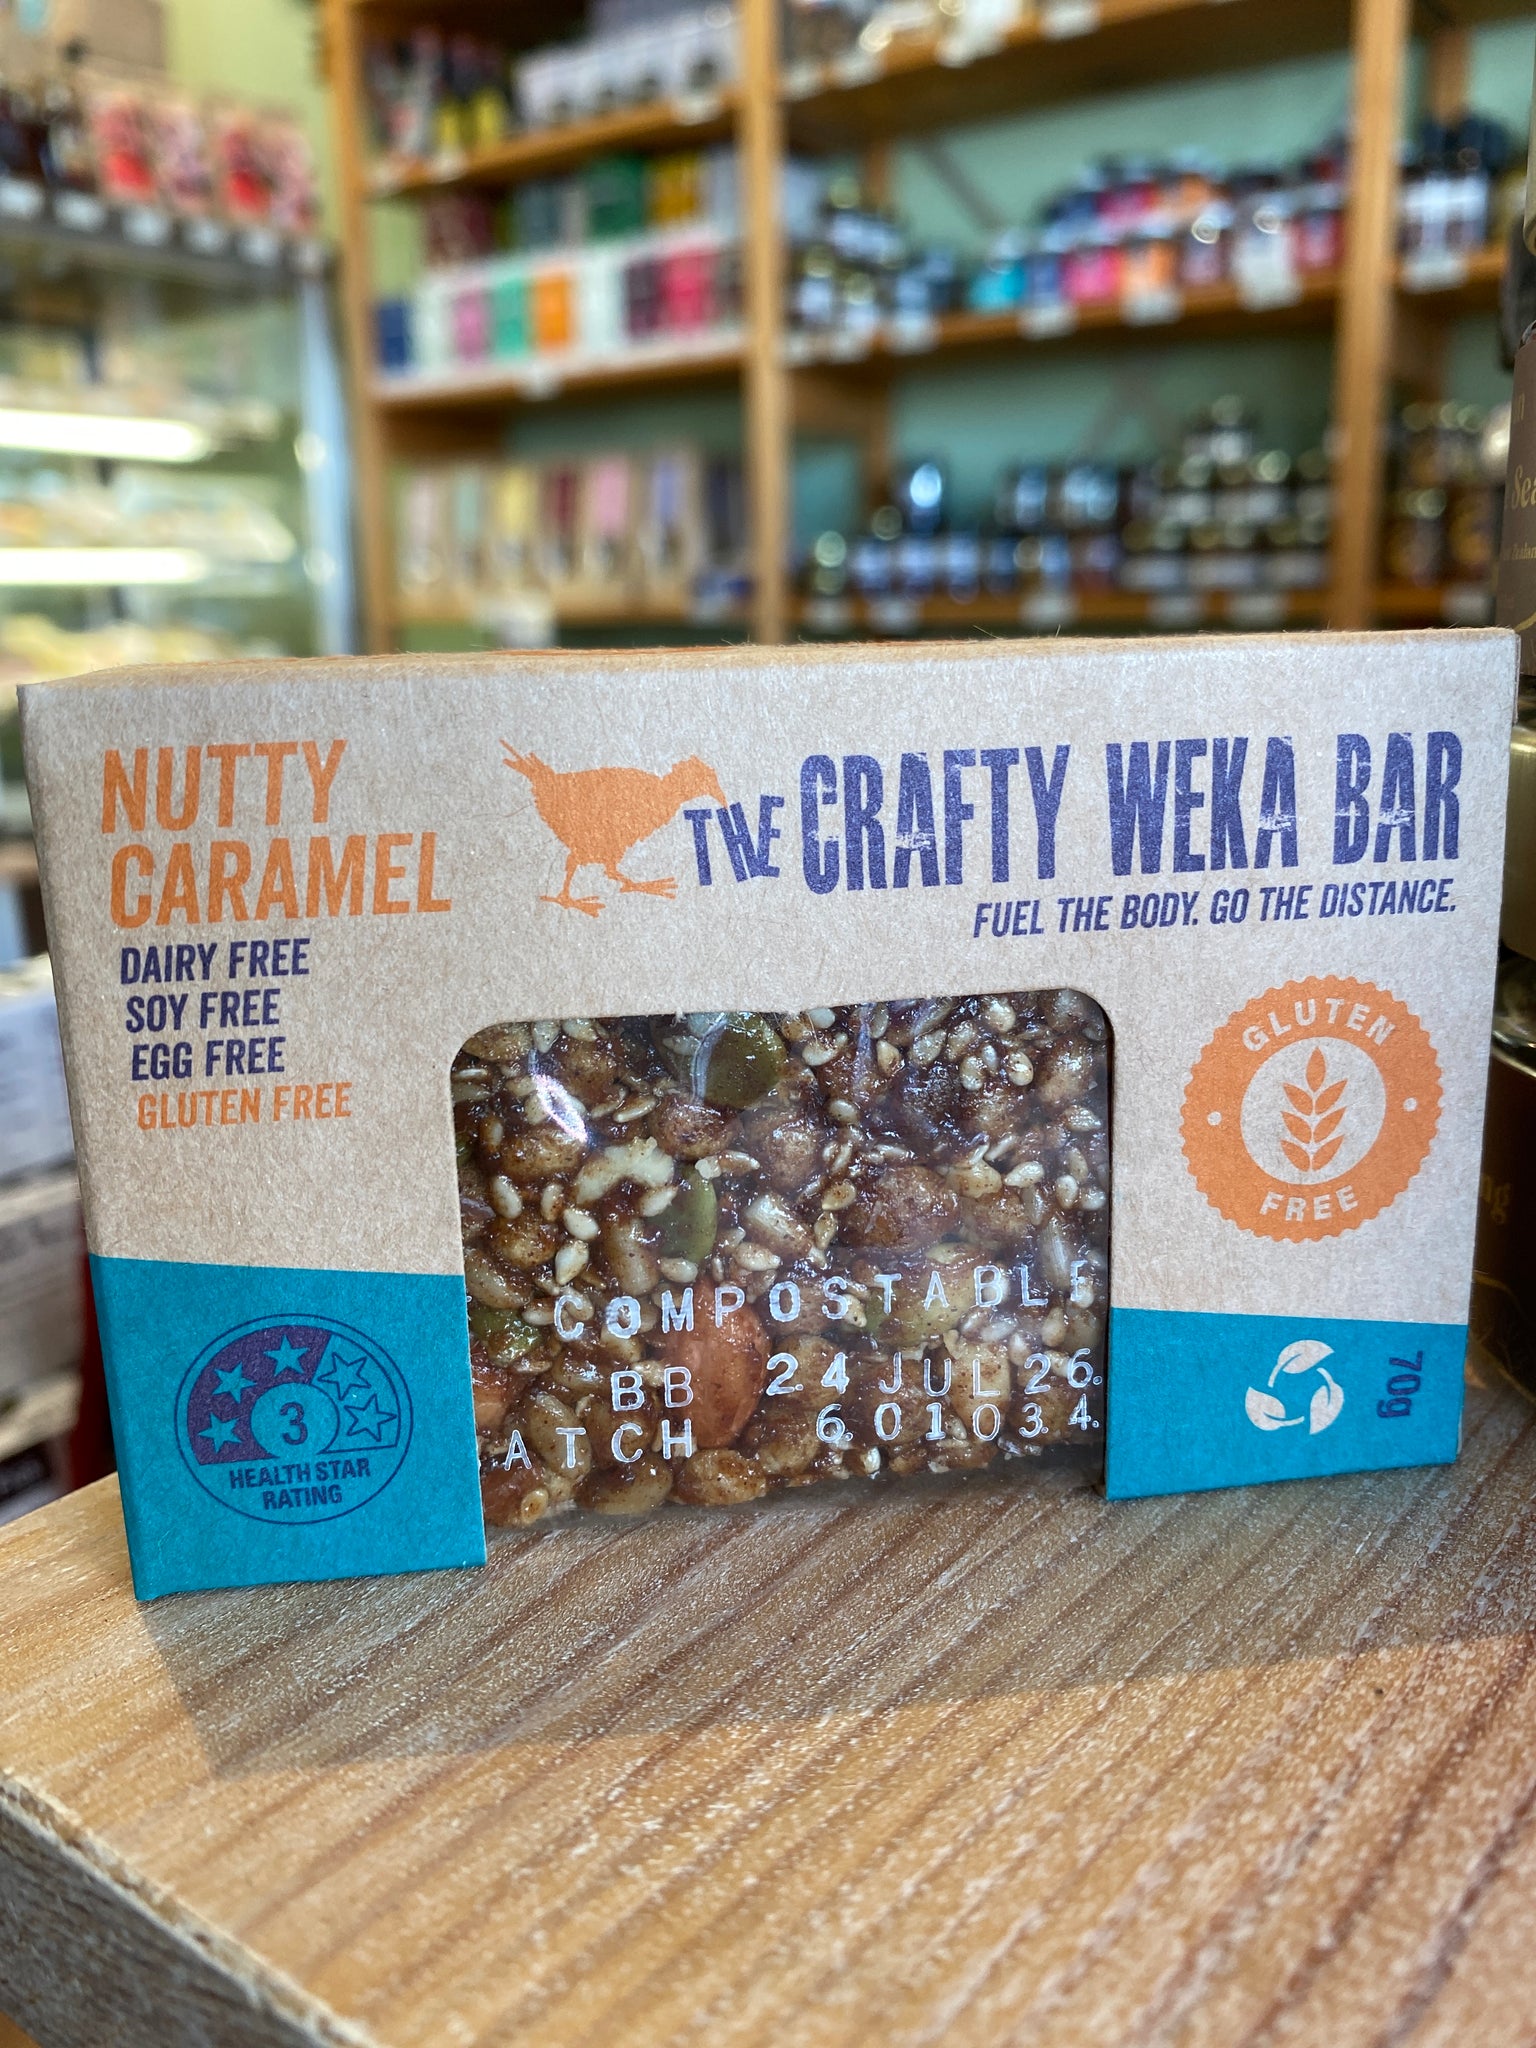 NUTTY
CARAMEL
DAIRY FREE
SOY FREE
EGG FREE
GLUTEN FREE
THE CRAFTY WEKA BAR
FUEL THE BODY. GO THE DISTANCE.
GLUTEN
FREE
COMPOSTABLE
BB 24 JUL 26
ATCH 601034
3
HEALTH STAR
RATING
70g